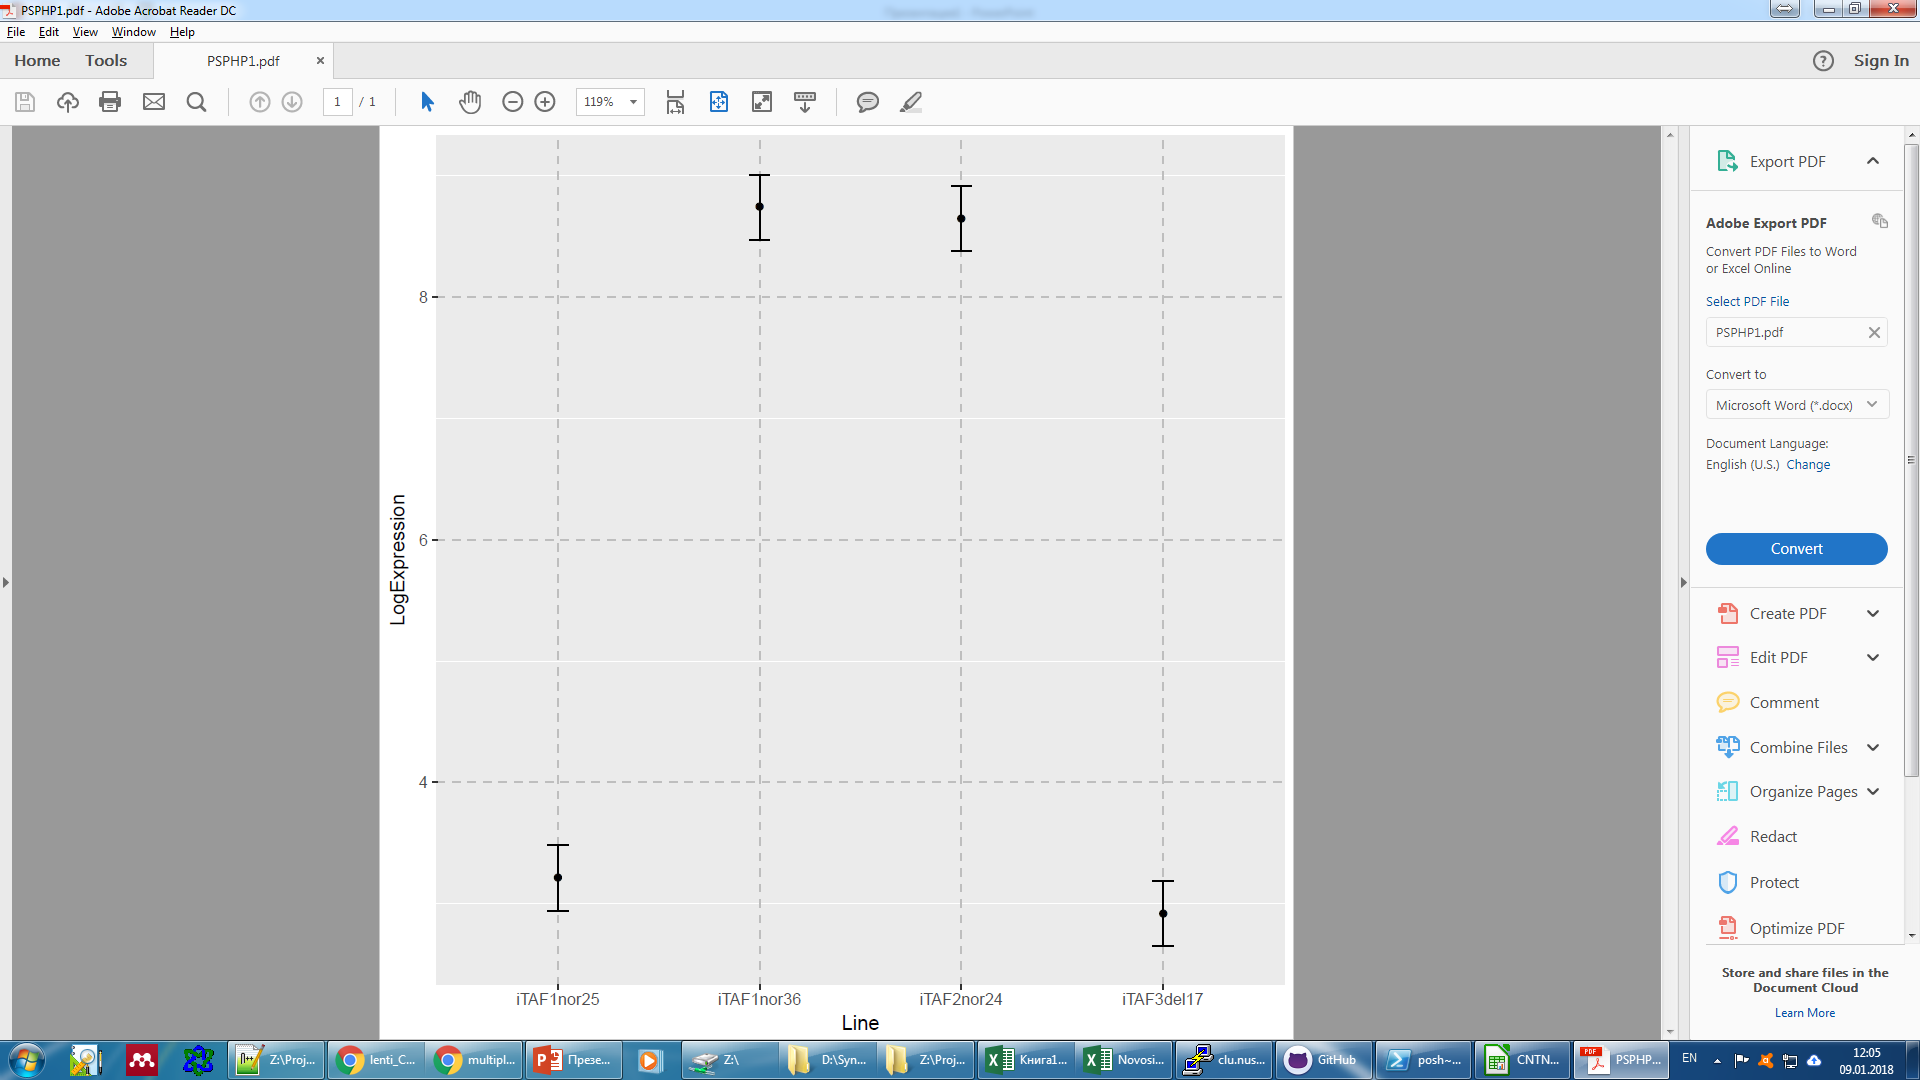 PSPHP1.pdf - Adobe Acrobat Reader DC
File Edit View Window Help
Home Tools PSPHP1.pdf Sign In
1 / 1 119%
8
6
4
LogExpression
iTAF1nor25 iTAF1nor36 iTAF2nor24 iTAF3del17
Line
Export PDF
Adobe Export PDF
Convert PDF Files to Word
or Excel Online
Select PDF File
PSPHP1.pdf
Convert to
Microsoft Word (*.docx)
Document Language:
English (U.S.) Change
Convert
Create PDF
Edit PDF
Comment
Combine Files
Organize Pages
Redact
Protect
Optimize PDF
Store and share files in the
Document Cloud
Learn More
Z:\Proj... lenti_C... multipl... Презе... Z:\ D:\Syn... Z:\Proj... Книга1... Novosi... clu.nus... GitHub posh~... CNTN... PSPHP... EN 12:05
09.01.2018